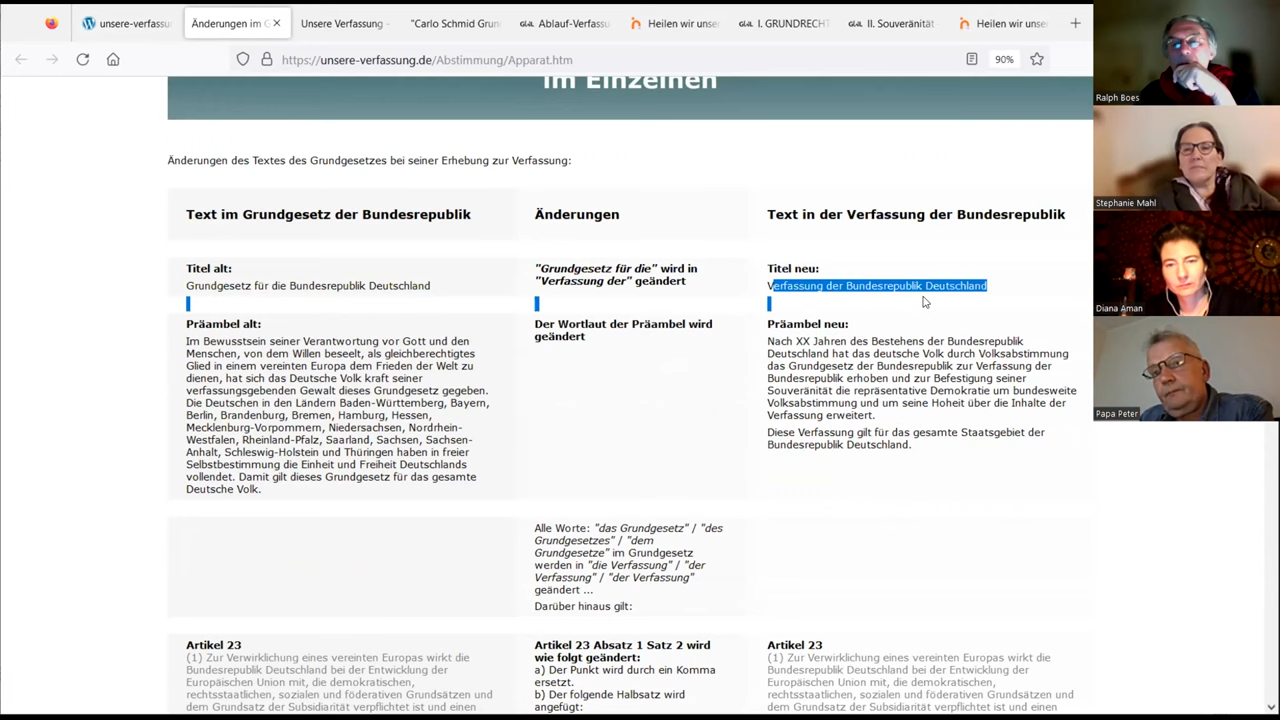 unsere-verfassu
Änderungen im G
Unsere Verfassung -
"Carlo Schmid Grun
Ablauf-Verfassu
Heilen wir unser
I. GRUNDRECHT
II. Souveränität
Heilen wir unser
https://unsere-verfassung.de/Abstimmung/Apparat.htm
90%
im Einzelnen
Änderungen des Textes des Grundgesetzes bei seiner Erhebung zur Verfassung:
Text im Grundgesetz der Bundesrepublik
Änderungen
Text in der Verfassung der Bundesrepublik
Titel alt:
Grundgesetz für die Bundesrepublik Deutschland
"Grundgesetz für die" wird in
"Verfassung der" geändert
Titel neu:
Verfassung der Bundesrepublik Deutschland
Präambel alt:
Im Bewusstsein seiner Verantwortung vor Gott und den
Menschen, von dem Willen beseelt, als gleichberechtigtes
Glied in einem vereinten Europa dem Frieden der Welt zu
dienen, hat sich das Deutsche Volk kraft seiner
verfassungsgebenden Gewalt dieses Grundgesetz gegeben.
Die Deutschen in den Ländern Baden-Württemberg, Bayern,
Berlin, Brandenburg, Bremen, Hamburg, Hessen,
Mecklenburg-Vorpommern, Niedersachsen, Nordrhein-
Westfalen, Rheinland-Pfalz, Saarland, Sachsen, Sachsen-
Anhalt, Schleswig-Holstein und Thüringen haben in freier
Selbstbestimmung die Einheit und Freiheit Deutschlands
vollendet. Damit gilt dieses Grundgesetz für das gesamte
Deutsche Volk.
Der Wortlaut der Präambel wird
geändert
Präambel neu:
Nach XX Jahren des Bestehens der Bundesrepublik
Deutschland hat das deutsche Volk durch Volksabstimmung
das Grundgesetz der Bundesrepublik zur Verfassung der
Bundesrepublik erhoben und zur Befestigung seiner
Souveränität die repräsentative Demokratie um bundesweite
Volksabstimmung und um seine Hoheit über die Inhalte der
Verfassung erweitert.
Diese Verfassung gilt für das gesamte Staatsgebiet der
Bundesrepublik Deutschland.
Alle Worte: "das Grundgesetz" / "des
Grundgesetzes" / "dem
Grundgesetze" im Grundgesetz
werden in "die Verfassung" / "der
Verfassung" / "der Verfassung"
geändert ...
Darüber hinaus gilt:
Artikel 23
(1) Zur Verwirklichung eines vereinten Europas wirkt die
Bundesrepublik Deutschland bei der Entwicklung der
Europäischen Union mit, die demokratischen,
rechtsstaatlichen, sozialen und föderativen Grundsätzen und
dem Grundsatz der Subsidiarität verpflichtet ist und einen
Artikel 23 Absatz 1 Satz 2 wird
wie folgt geändert:
a) Der Punkt wird durch ein Komma
ersetzt.
b) Der folgende Halbsatz wird
angefügt:
Artikel 23
(1) Zur Verwirklichung eines vereinten Europas wirkt die
Bundesrepublik Deutschland bei der Entwicklung der
Europäischen Union mit, die demokratischen,
rechtsstaatlichen, sozialen und föderativen Grundsätzen und
dem Grundsatz der Subsidiarität verpflichtet ist und einen
Ralph Boes
Stephanie Mahl
Diana Aman
Papa Peter